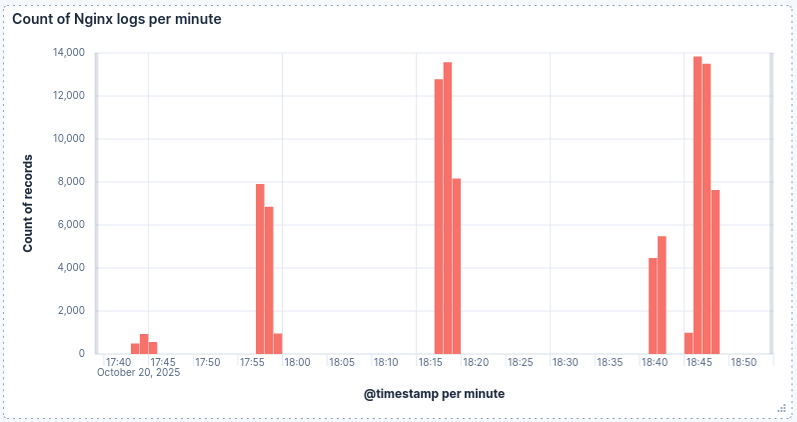 Count of Nginx logs per minute
14,000
12,000
10,000
8,000
6,000
4,000
2,000
0
Count of records
17:40 17:45 17:50 17:55 18:00 18:05 18:10 18:15 18:20 18:25 18:30 18:35 18:40 18:45 18:50
October 20, 2025
@timestamp per minute